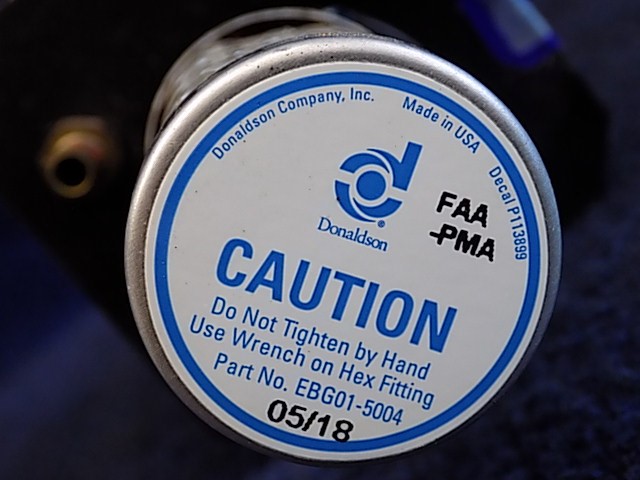 Donaldson Company, Inc.
Made in USA
Decal P113899
Donaldson®
FAA
-PMA
CAUTION
Do Not Tighten by Hand
Use Wrench on Hex Fitting
Part No. EBG01-5004
05/18